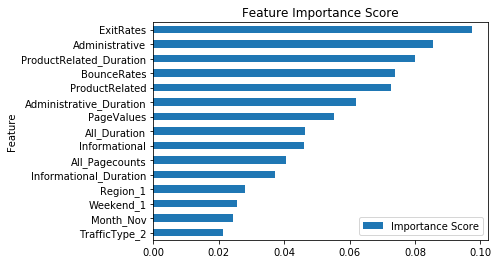 Feature Importance Score
ExitRates
Administrative
ProductRelated_Duration
BounceRates
ProductRelated
Administrative_Duration
PageValues
All_Duration
Informational
All_Pagecounts
Informational_Duration
Region_1
Weekend_1
Month_Nov
TrafficType_2
Feature
Importance Score
0.00 0.02 0.04 0.06 0.08 0.10